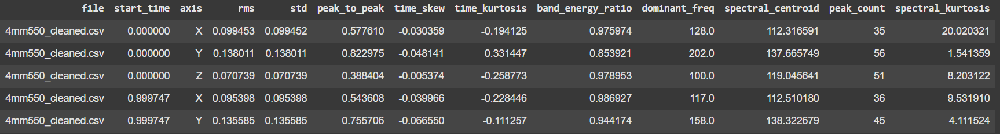 file start_time axis rms std peak_to_peak time_skew time_kurtosis band_energy_ratio dominant_freq spectral_centroid peak_count spectral_kurtosis
4mm550_cleaned.csv 0.000000 X 0.099453 0.099452 0.577610 -0.030359 -0.194125 0.975974 128.0 112.316591 35 20.020321
4mm550_cleaned.csv 0.000000 Y 0.138011 0.138011 0.822975 -0.048141 0.331447 0.853921 202.0 137.665749 56 1.541359
4mm550_cleaned.csv 0.000000 Z 0.070739 0.070739 0.388404 -0.005374 -0.258773 0.978953 100.0 119.045641 51 8.203122
4mm550_cleaned.csv 0.999747 X 0.095398 0.095398 0.543608 -0.039966 -0.228446 0.986927 117.0 112.510180 36 9.531910
4mm550_cleaned.csv 0.999747 Y 0.135585 0.135585 0.755706 -0.066550 -0.111257 0.944174 158.0 138.322679 45 4.111524